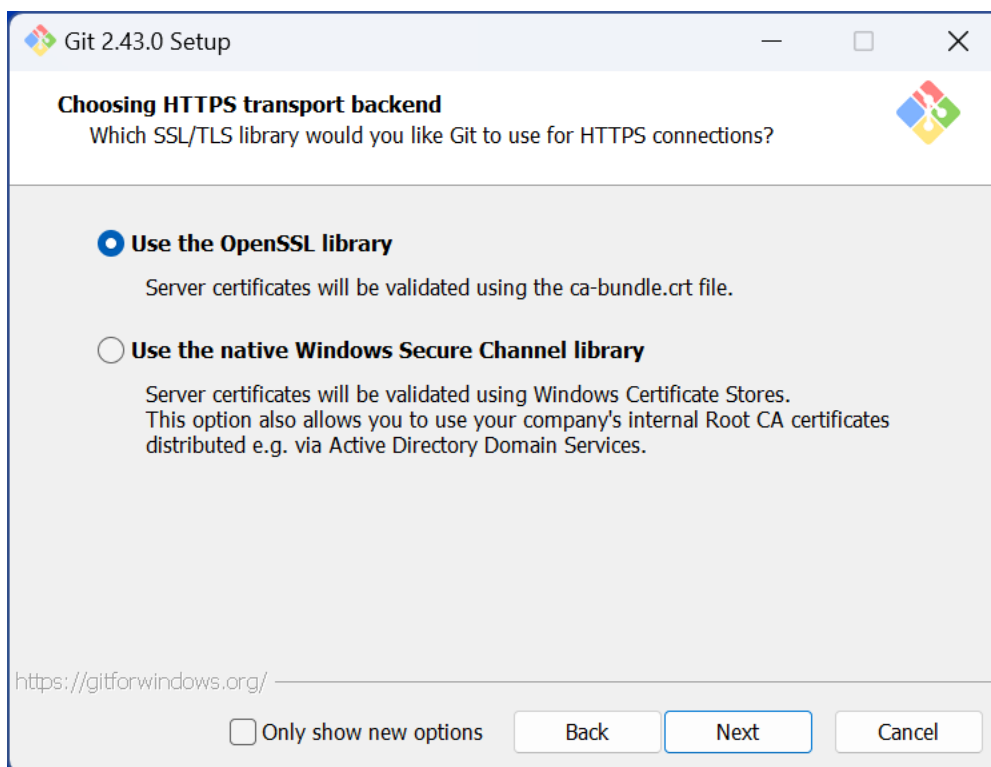 Git 2.43.0 Setup
Choosing HTTPS transport backend
Which SSL/TLS library would you like Git to use for HTTPS connections?
Use the OpenSSL library
Server certificates will be validated using the ca-bundle.crt file.
Use the native Windows Secure Channel library
Server certificates will be validated using Windows Certificate Stores.
This option also allows you to use your company's internal Root CA certificates
distributed e.g. via Active Directory Domain Services.
https://gitforwindows.org/
Only show new options
Back
Next
Cancel